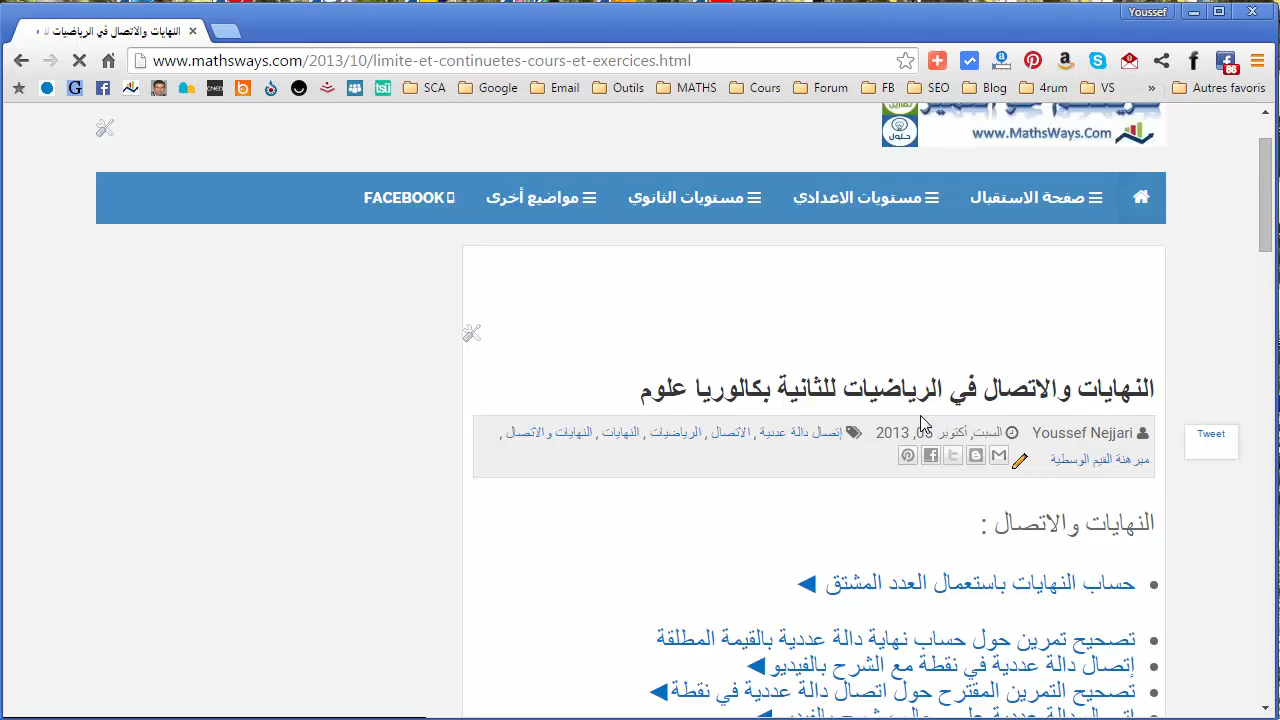 Youssef
النهايات والاتصال في الرياضيات لل
www.mathsways.com/2013/10/limite-et-continuetes-cours-et-exercices.html
SCA Google Email Outils MATHS Cours Forum FB SEO Blog 4rum VS » Autres favoris
www.MathsWays.Com
حلول
صفحة الاستقبال مستويات الاعدادي مستويات الثانوي مواضيع أخرى FACEBOOK
النهايات والاتصال في الرياضيات للثانية بكالوريا علوم
Youssef Nejjari السبت, أكتوبر 05, 2013 إتصال دالة عددية , الاتصال , الرياضيات , النهايات , النهايات والاتصال ,
مبرهنة القيم الوسطية
Tweet
النهايات والاتصال :
حساب النهايات باستعمال العدد المشتق ◄
تصحيح تمرين حول حساب نهاية دالة عددية بالقيمة المطلقة
إتصال دالة عددية في نقطة مع الشرح بالفيديو ◄
تصحيح التمرين المقترح حول اتصال دالة عددية في نقطة ◄